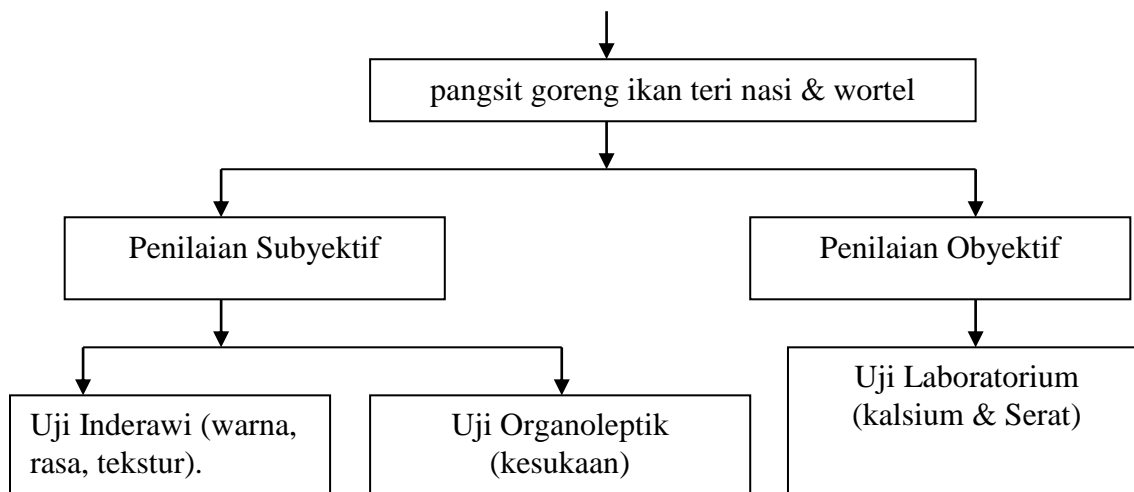 pangsit goreng ikan teri nasi & wortel
Penilaian Subyektif
Penilaian Obyektif
Uji Inderawi (warna,
rasa, tekstur).
Uji Organoleptik
(kesukaan)
Uji Laboratorium
(kalsium & Serat)